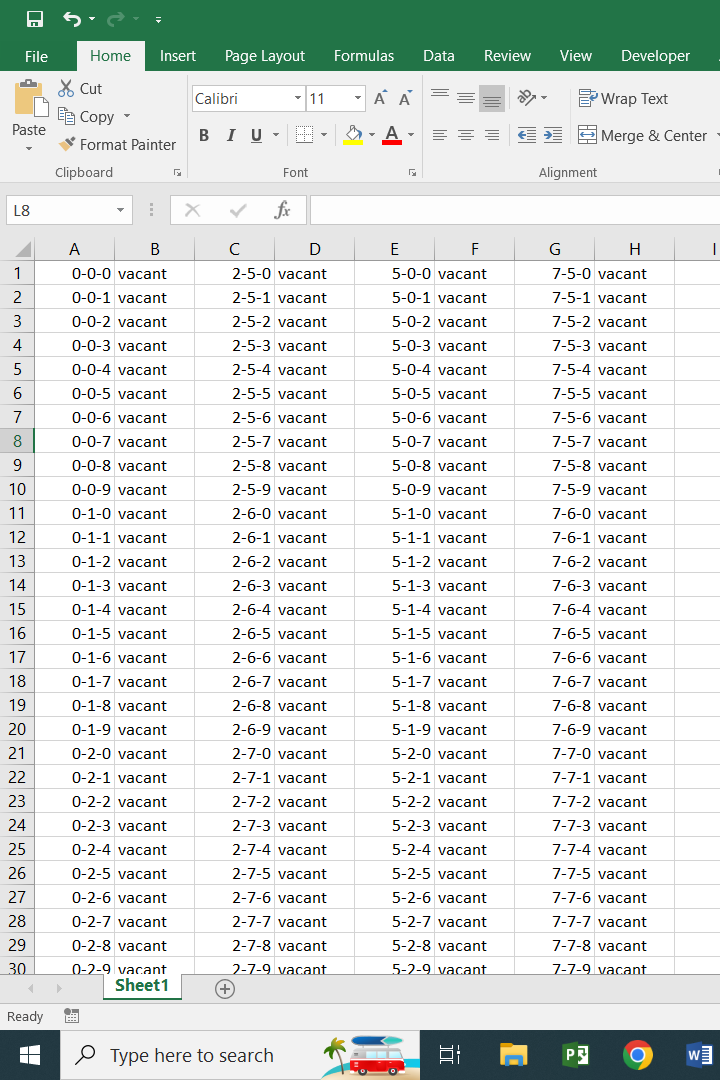 File Home Insert Page Layout Formulas Data Review View Developer
Paste Cut Copy Format Painter Calibri 11 A A B I U A Wrap Text Merge & Center
Clipboard Font Alignment
L8 fx
A B C D E F G H I
1 0-0-0 vacant 2-5-0 vacant 5-0-0 vacant 7-5-0 vacant
2 0-0-1 vacant 2-5-1 vacant 5-0-1 vacant 7-5-1 vacant
3 0-0-2 vacant 2-5-2 vacant 5-0-2 vacant 7-5-2 vacant
4 0-0-3 vacant 2-5-3 vacant 5-0-3 vacant 7-5-3 vacant
5 0-0-4 vacant 2-5-4 vacant 5-0-4 vacant 7-5-4 vacant
6 0-0-5 vacant 2-5-5 vacant 5-0-5 vacant 7-5-5 vacant
7 0-0-6 vacant 2-5-6 vacant 5-0-6 vacant 7-5-6 vacant
8 0-0-7 vacant 2-5-7 vacant 5-0-7 vacant 7-5-7 vacant
9 0-0-8 vacant 2-5-8 vacant 5-0-8 vacant 7-5-8 vacant
10 0-0-9 vacant 2-5-9 vacant 5-0-9 vacant 7-5-9 vacant
11 0-1-0 vacant 2-6-0 vacant 5-1-0 vacant 7-6-0 vacant
12 0-1-1 vacant 2-6-1 vacant 5-1-1 vacant 7-6-1 vacant
13 0-1-2 vacant 2-6-2 vacant 5-1-2 vacant 7-6-2 vacant
14 0-1-3 vacant 2-6-3 vacant 5-1-3 vacant 7-6-3 vacant
15 0-1-4 vacant 2-6-4 vacant 5-1-4 vacant 7-6-4 vacant
16 0-1-5 vacant 2-6-5 vacant 5-1-5 vacant 7-6-5 vacant
17 0-1-6 vacant 2-6-6 vacant 5-1-6 vacant 7-6-6 vacant
18 0-1-7 vacant 2-6-7 vacant 5-1-7 vacant 7-6-7 vacant
19 0-1-8 vacant 2-6-8 vacant 5-1-8 vacant 7-6-8 vacant
20 0-1-9 vacant 2-6-9 vacant 5-1-9 vacant 7-6-9 vacant
21 0-2-0 vacant 2-7-0 vacant 5-2-0 vacant 7-7-0 vacant
22 0-2-1 vacant 2-7-1 vacant 5-2-1 vacant 7-7-1 vacant
23 0-2-2 vacant 2-7-2 vacant 5-2-2 vacant 7-7-2 vacant
24 0-2-3 vacant 2-7-3 vacant 5-2-3 vacant 7-7-3 vacant
25 0-2-4 vacant 2-7-4 vacant 5-2-4 vacant 7-7-4 vacant
26 0-2-5 vacant 2-7-5 vacant 5-2-5 vacant 7-7-5 vacant
27 0-2-6 vacant 2-7-6 vacant 5-2-6 vacant 7-7-6 vacant
28 0-2-7 vacant 2-7-7 vacant 5-2-7 vacant 7-7-7 vacant
29 0-2-8 vacant 2-7-8 vacant 5-2-8 vacant 7-7-8 vacant
30 0-2-9 vacant 2-7-9 vacant 5-2-9 vacant 7-7-9 vacant
Sheet1
Ready
Type here to search